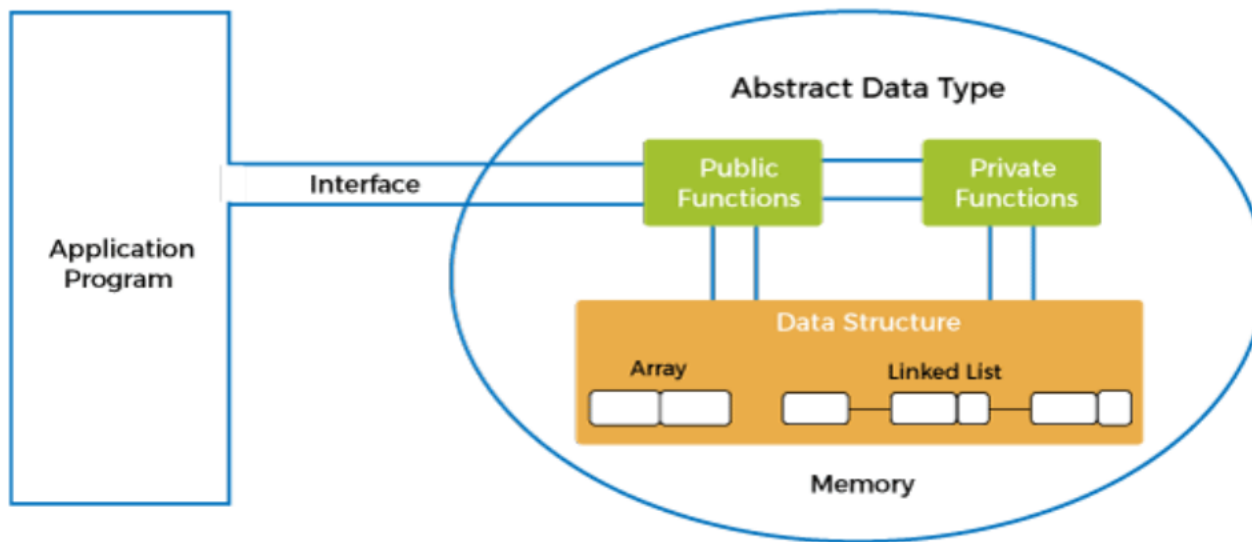 Abstract Data Type
Public
Functions
Private
Functions
Interface
Application
Program
Data Structure
Array
Linked List
Memory